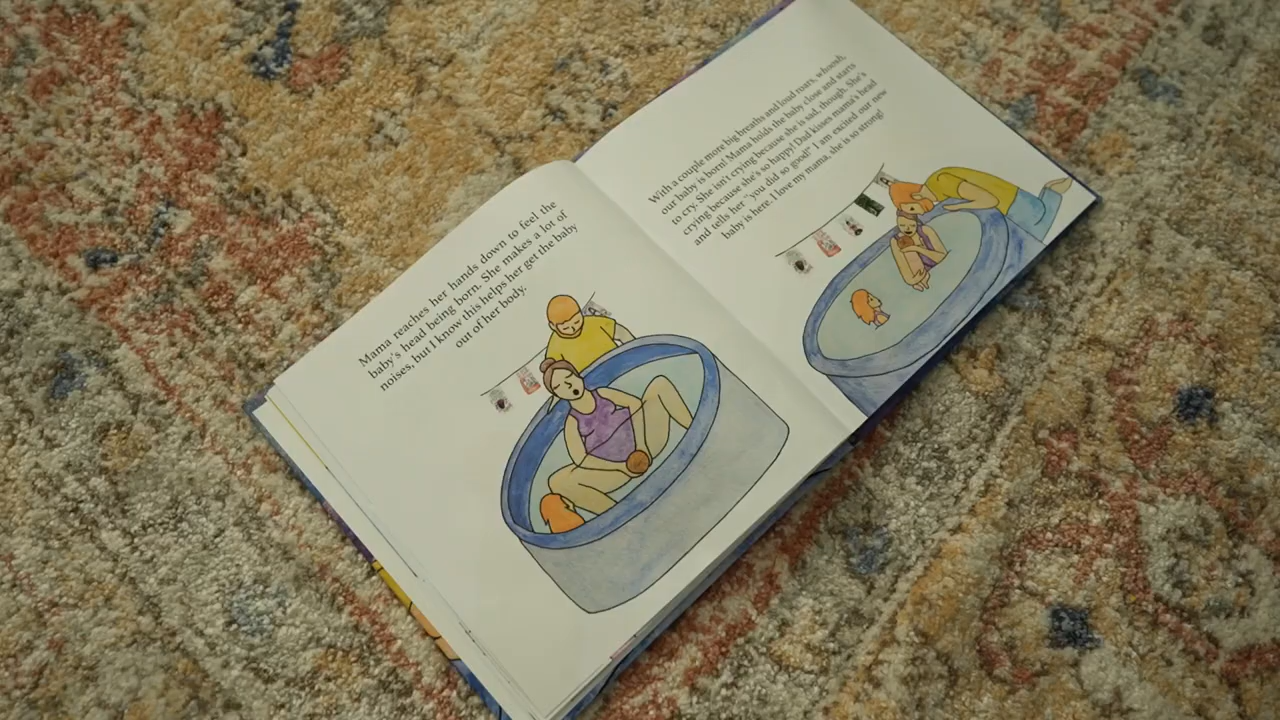 Mama reaches her hands down to feel the
baby's head being born. She makes a lot of
noises, but I know this helps her get the baby
out of her body.
With a couple more big breaths and loud roars, whoosh,
our baby is born! Mama holds the baby close and starts
to cry. She isn't crying because she is sad, though. She's
crying because she's so happy! Dad kisses mama's head
and tells her "you did so good!" I am excited our new
baby is here. I love my mama, she is so strong!